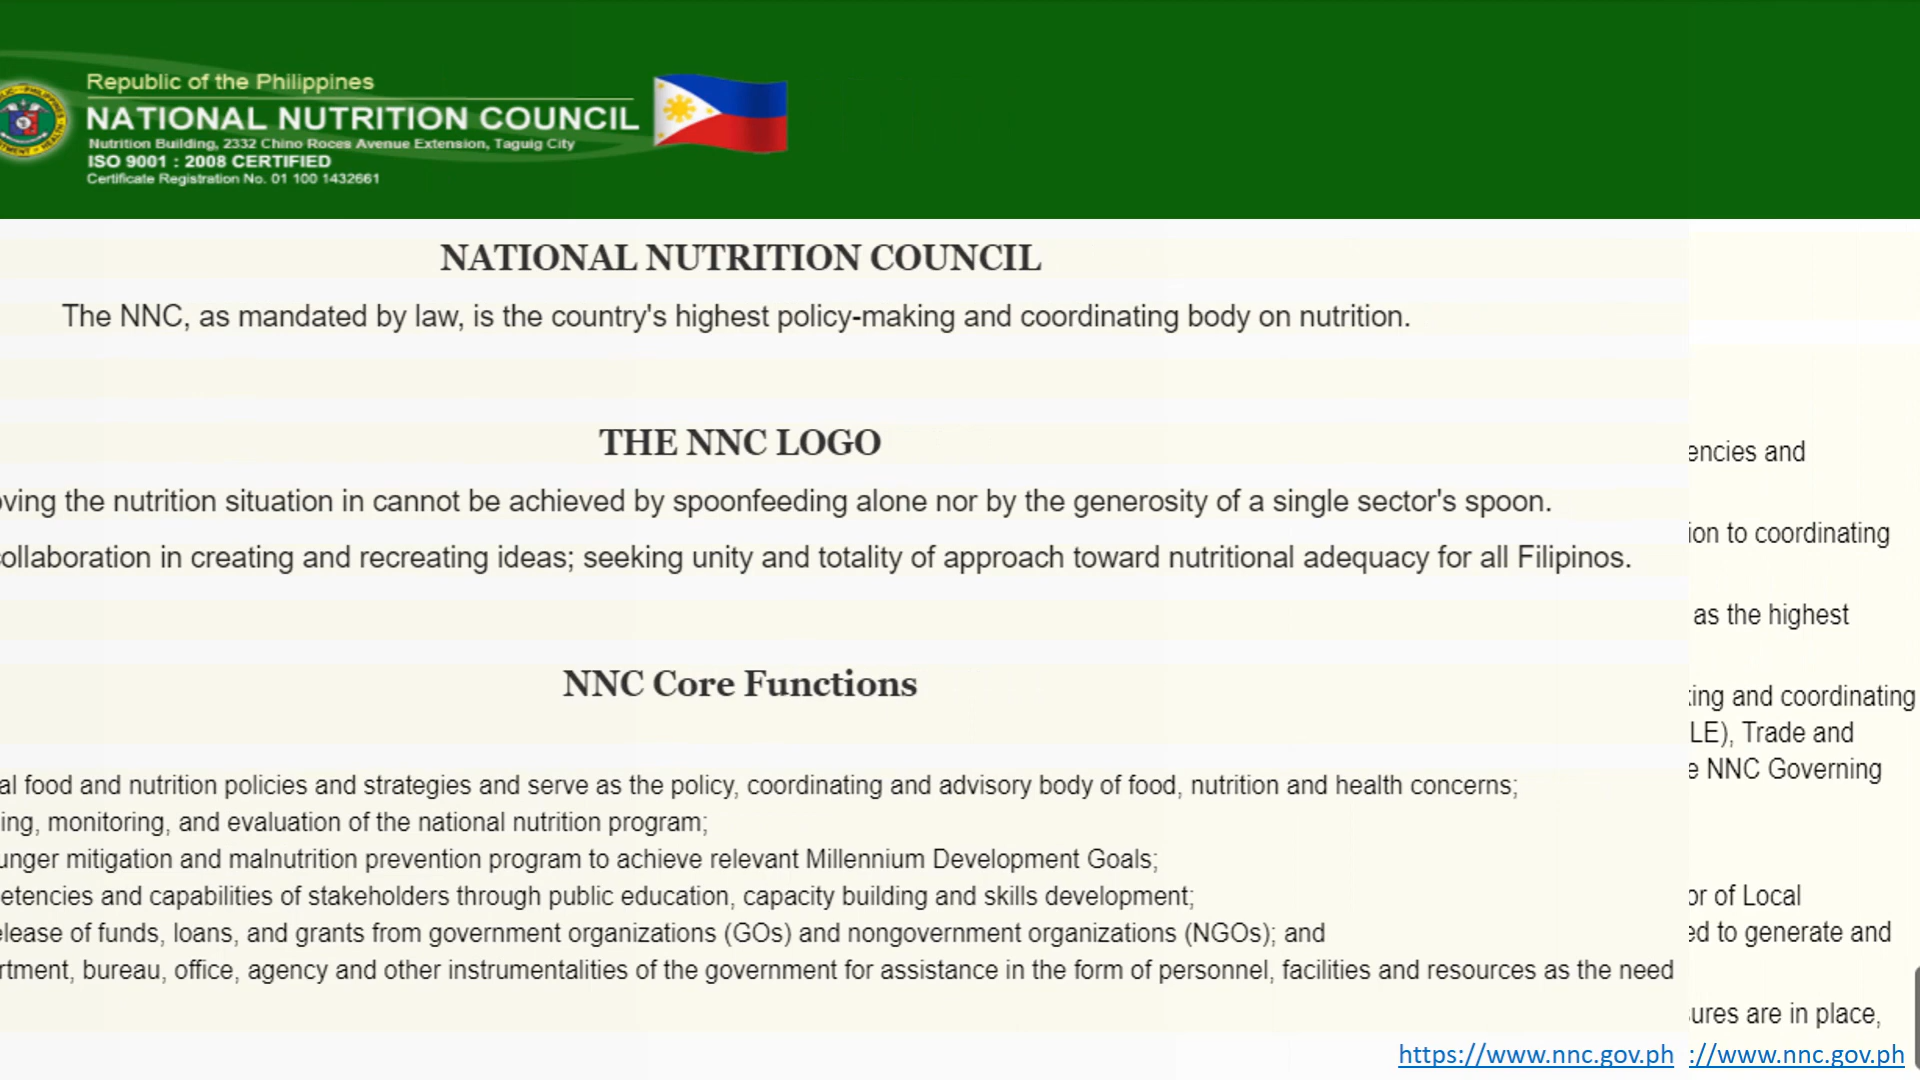 Republic of the Philippines
NATIONAL NUTRITION COUNCIL
Nutrition Building, 2332 Chino Roces Avenue Extension, Taguig City
ISO 9001 : 2008 CERTIFIED
Certificate Registration No. 01 100 1432661
NATIONAL NUTRITION COUNCIL
The NNC, as mandated by law, is the country's highest policy-making and coordinating body on nutrition.
THE NNC LOGO
the nutrition situation in cannot be achieved by spoonfeeding alone nor by the generosity of a single sector's spoon.
ollaboration in creating and recreating ideas; seeking unity and totality of approach toward nutritional adequacy for all Filipinos.
NNC Core Functions
al food and nutrition policies and strategies and serve as the policy, coordinating and advisory body of food, nutrition and health concerns;
ing, monitoring, and evaluation of the national nutrition program;
unger mitigation and malnutrition prevention program to achieve relevant Millennium Development Goals;
etencies and capabilities of stakeholders through public education, capacity building and skills development;
elease of funds, loans, and grants from government organizations (GOs) and nongovernment organizations (NGOs); and
rtment, bureau, office, agency and other instrumentalities of the government for assistance in the form of personnel, facilities and resources as the need
https://www.nnc.gov.ph
encies and
ion to coordinating
as the highest
ing and coordinating
LE), Trade and
e NNC Governing
or of Local
ed to generate and
ures are in place,
://www.nnc.gov.ph